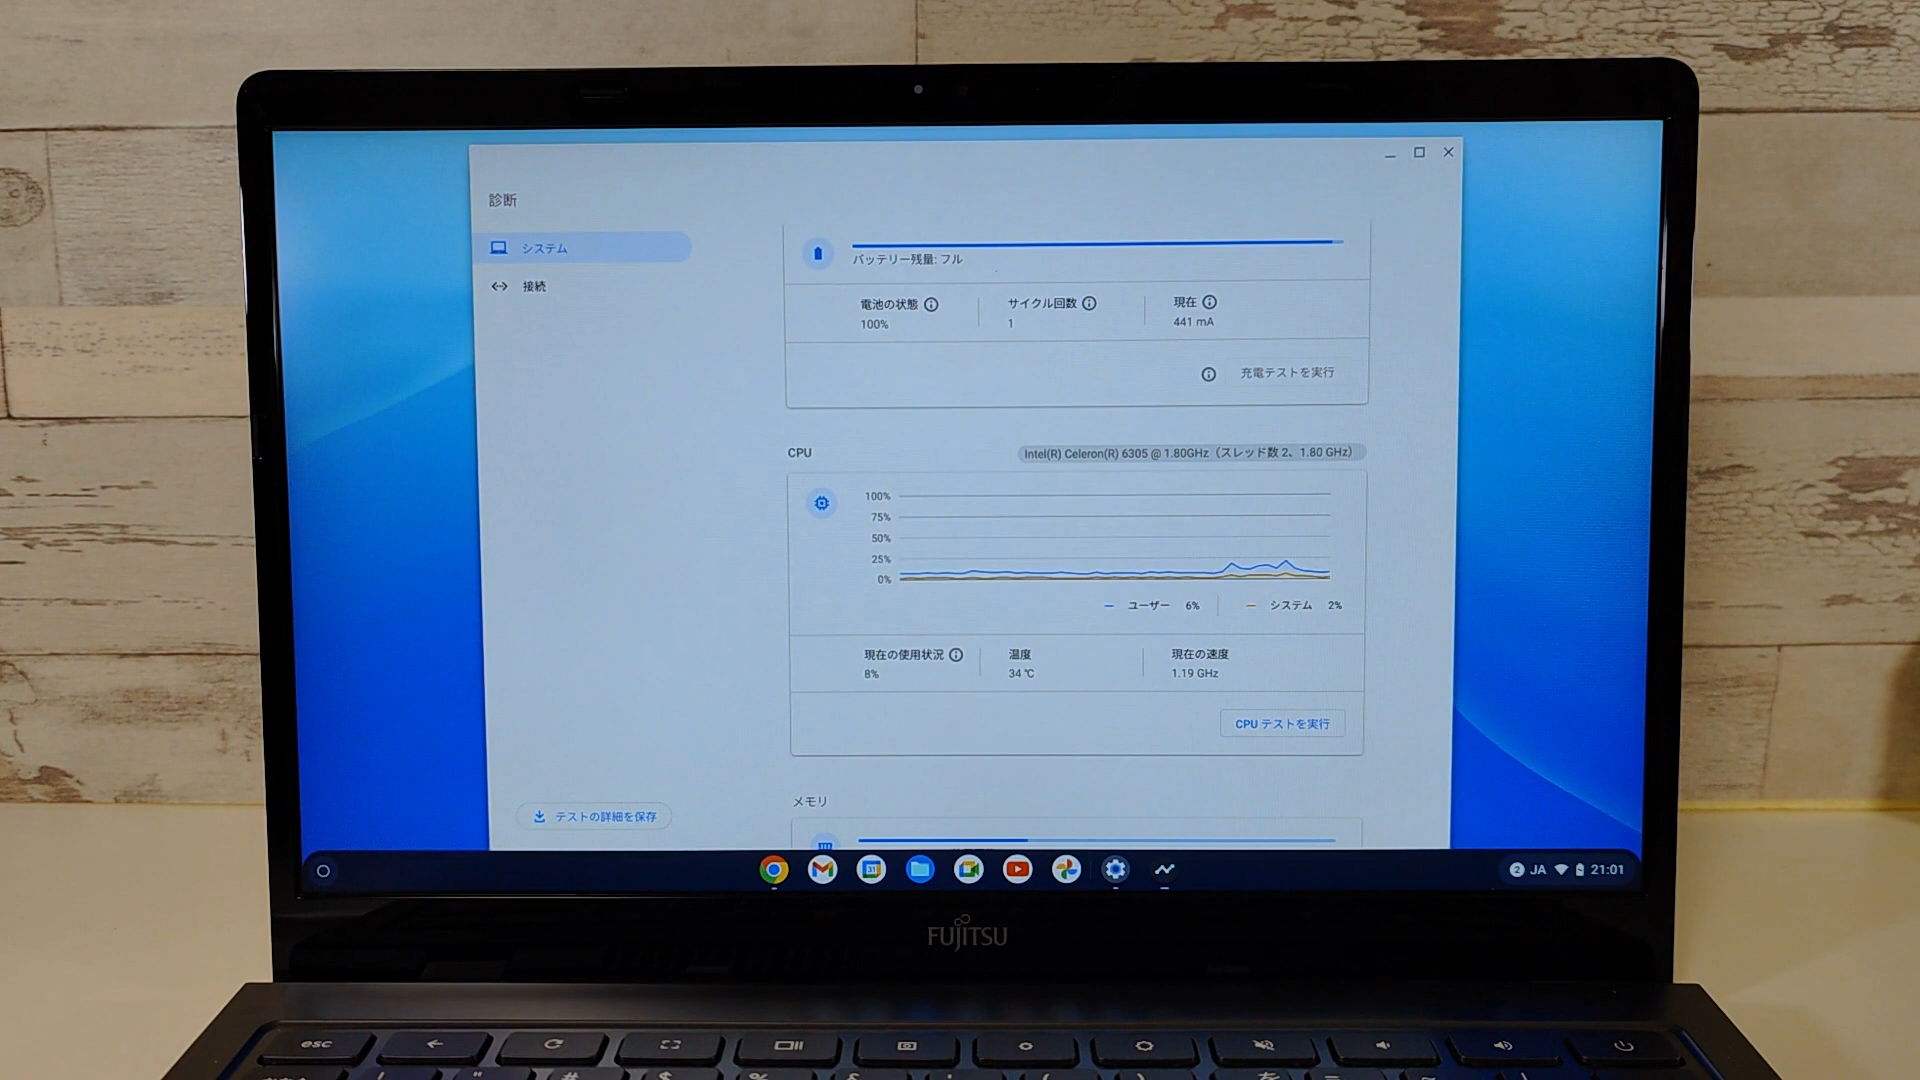 診断
システム
接続
バッテリー残量: フル
電池の状態
100%
サイクル回数
1
現在
441 mA
充電テストを実行
CPU
Intel(R) Celeron(R) 6305 @ 1.80GHz（スレッド数 2、1.80 GHz）
100%
75%
50%
25%
0%
ユーザー 6%
システム 2%
現在の使用状況
8%
温度
34 ℃
現在の速度
1.19 GHz
CPU テストを実行
メモリ
テストの詳細を保存
31
2 JA 21:01
FUJITSU
esc